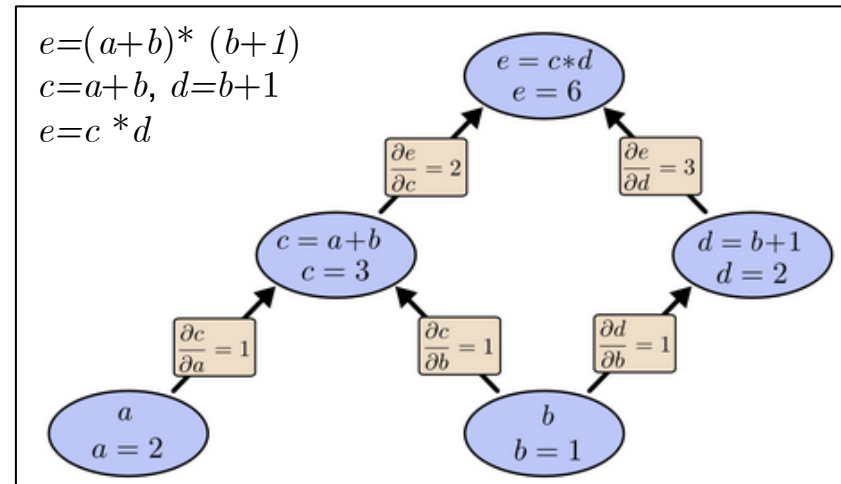 e=(a+b)* (b+1)
c=a+b, d=b+1
e=c *d
e = c*d
e = 6
∂e/∂c = 2
∂e/∂d = 3
c = a+b
c = 3
d = b+1
d = 2
∂c/∂a = 1
∂c/∂b = 1
∂d/∂b = 1
a
a = 2
b
b = 1